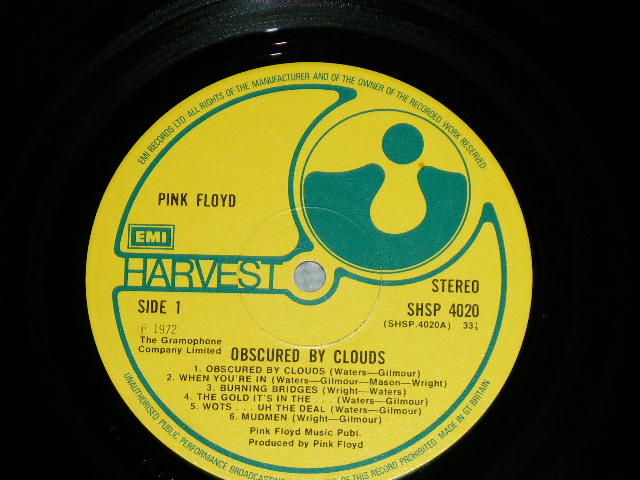 EMI RECORDS LTD. ALL RIGHTS OF THE MANUFACTURER AND OF THE OWNER OF THE RECORDED WORK RESERVED
PINK FLOYD
EMI
HARVEST
STEREO
SIDE 1
SHSP 4020
(SHSP.4020A) 33⅓
℗ 1972
The Gramophone
Company Limited
OBSCURED BY CLOUDS
1. OBSCURED BY CLOUDS (Waters—Gilmour)
2. WHEN YOU'RE IN (Waters—Gilmour—Mason—Wright)
3. BURNING BRIDGES (Wright—Waters)
4. THE GOLD IT'S IN THE . . . (Waters—Gilmour)
5. WOTS . . . UH THE DEAL (Waters—Gilmour)
6. MUDMEN (Wright—Gilmour)
Pink Floyd Music Publ.
Produced by Pink Floyd
UNAUTHORISED PUBLIC PERFORMANCE BROADCASTING OF THIS RECORD PROHIBITED MADE IN GT BRITAIN